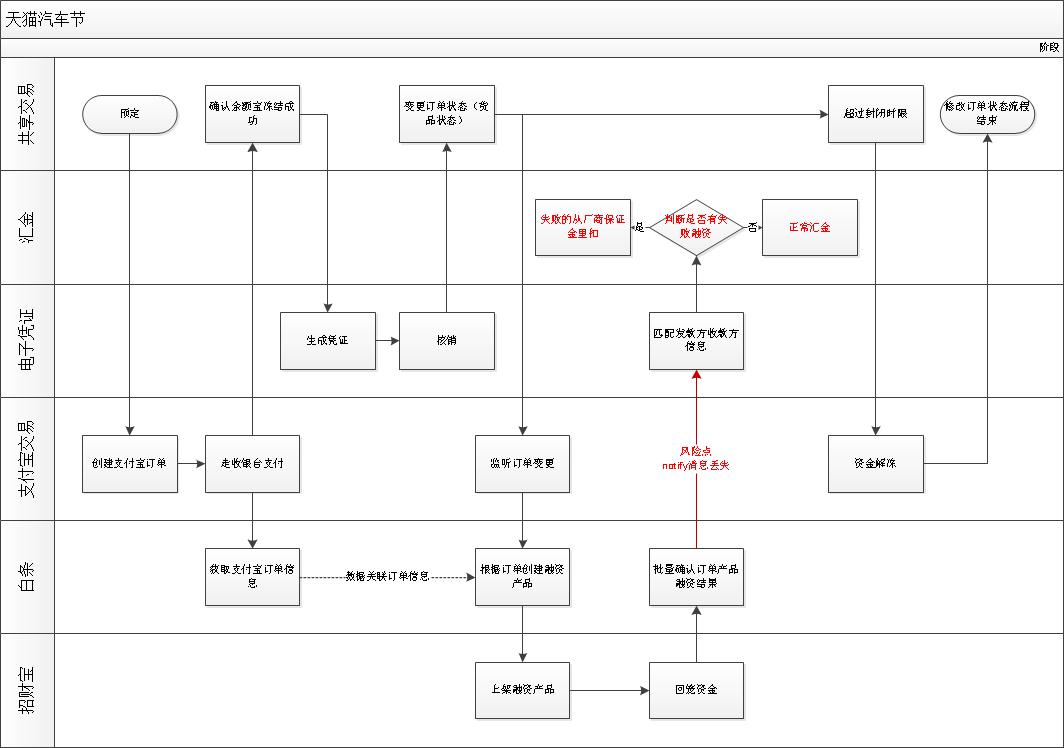 天猫汽车节
阶段
共享交易
预定
确认余额宝冻结成
功
变更订单状态（货
品状态）
超过封闭时限
修改订单状态流程
结束
汇金
失败的从厂商保证
金里扣
是
判断是否有失
败融资
否
正常汇金
电子凭证
生成凭证
核销
匹配发款方收款方
信息
支付宝交易
创建支付宝订单
走收银台支付
监听订单变更
风险点
notify消息丢失
资金解冻
白条
获取支付宝订单信
息
数据关联订单信息
根据订单创建融资
产品
批量确认订单产品
融资结果
招财宝
上架融资产品
回笼资金